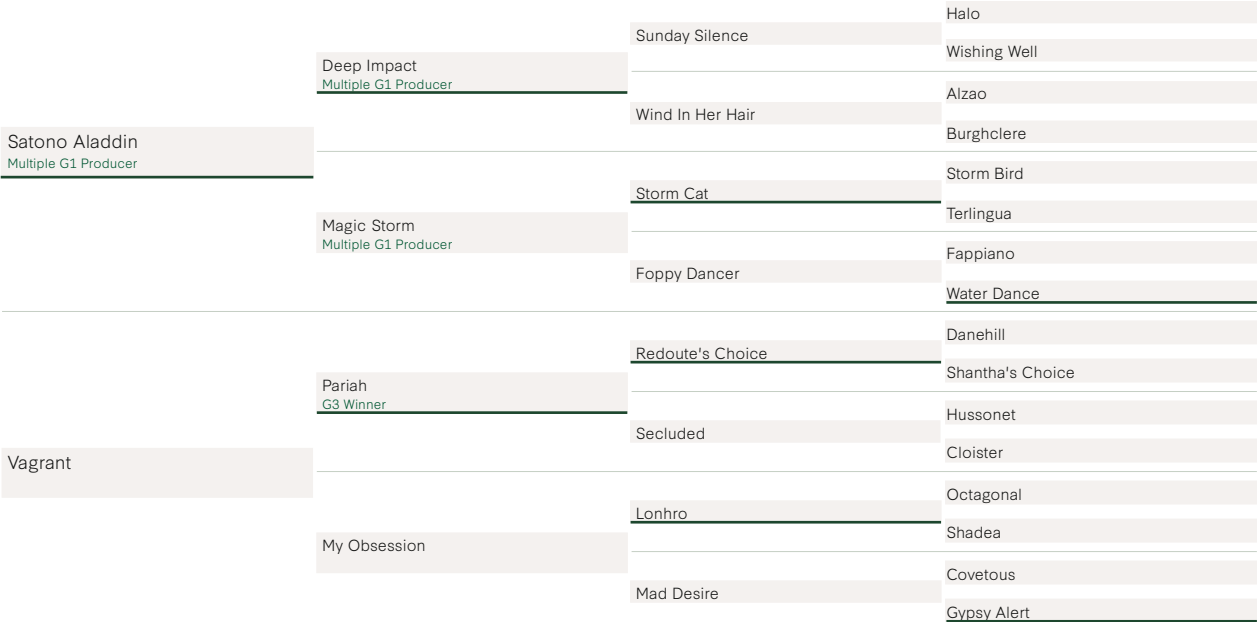 Satono Aladdin
Multiple G1 Producer
Vagrant
Deep Impact
Multiple G1 Producer
Magic Storm
Multiple G1 Producer
Pariah
G3 Winner
My Obsession
Sunday Silence
Wind In Her Hair
Storm Cat
Foppy Dancer
Redoute's Choice
Secluded
Lonhro
Mad Desire
Halo
Wishing Well
Alzao
Burghclere
Storm Bird
Terlingua
Fappiano
Water Dance
Danehill
Shantha's Choice
Hussonet
Cloister
Octagonal
Shadea
Covetous
Gypsy Alert